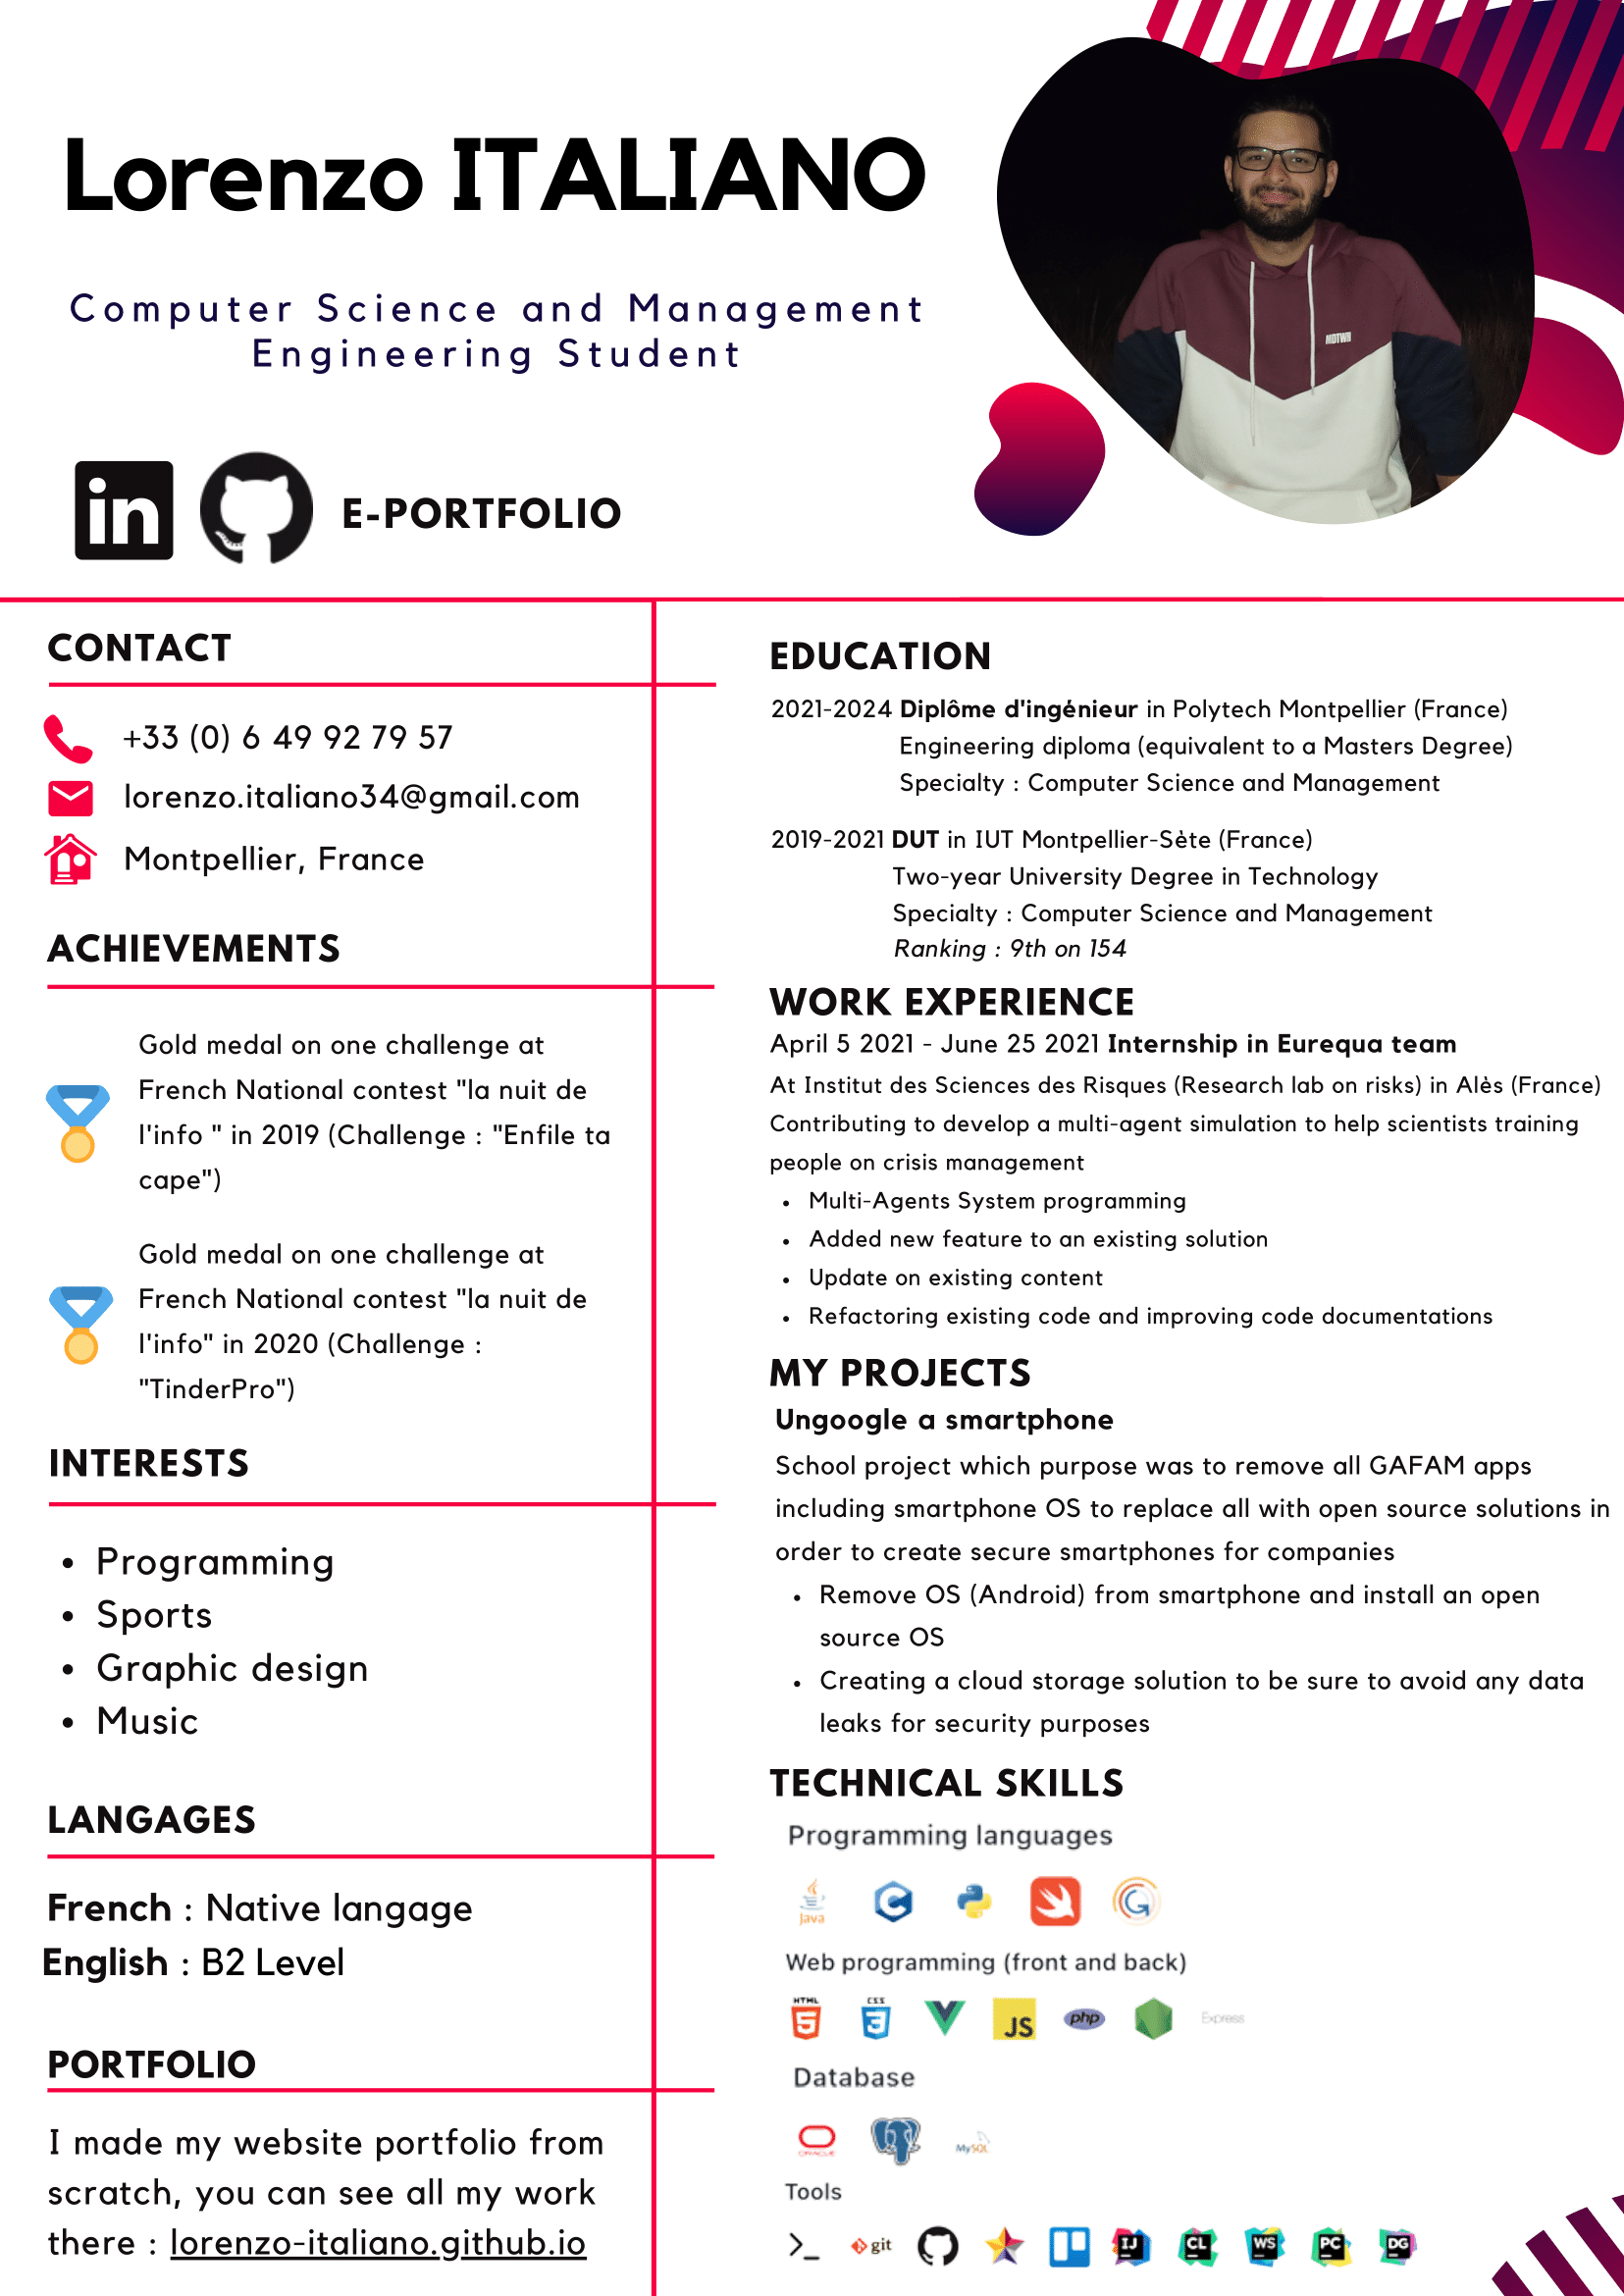 Lorenzo ITALIANO
Computer Science and Management
Engineering Student
MDTWN
in
E-PORTFOLIO
CONTACT
+33 (0) 6 49 92 79 57
lorenzo.italiano34@gmail.com
Montpellier, France
ACHIEVEMENTS
Gold medal on one challenge at
French National contest "la nuit de
l'info " in 2019 (Challenge : "Enfile ta
cape")
Gold medal on one challenge at
French National contest "la nuit de
l'info" in 2020 (Challenge :
"TinderPro")
INTERESTS
• Programming
• Sports
• Graphic design
• Music
LANGAGES
French : Native langage
English : B2 Level
PORTFOLIO
I made my website portfolio from
scratch, you can see all my work
there : lorenzo-italiano.github.io
EDUCATION
2021-2024 Diplôme d'ingénieur in Polytech Montpellier (France)
Engineering diploma (equivalent to a Masters Degree)
Specialty : Computer Science and Management
2019-2021 DUT in IUT Montpellier-Sète (France)
Two-year University Degree in Technology
Specialty : Computer Science and Management
Ranking : 9th on 154
WORK EXPERIENCE
April 5 2021 - June 25 2021 Internship in Eurequa team
At Institut des Sciences des Risques (Research lab on risks) in Alès (France)
Contributing to develop a multi-agent simulation to help scientists training
people on crisis management
• Multi-Agents System programming
• Added new feature to an existing solution
• Update on existing content
• Refactoring existing code and improving code documentations
MY PROJECTS
Ungoogle a smartphone
School project which purpose was to remove all GAFAM apps
including smartphone OS to replace all with open source solutions in
order to create secure smartphones for companies
• Remove OS (Android) from smartphone and install an open
source OS
• Creating a cloud storage solution to be sure to avoid any data
leaks for security purposes
TECHNICAL SKILLS
Programming languages
Java C G
Web programming (front and back)
HTML 5 CSS 3 JS php Express
Database
ORACLE MySQL
Tools
>_ git IJ CL WS PC DG